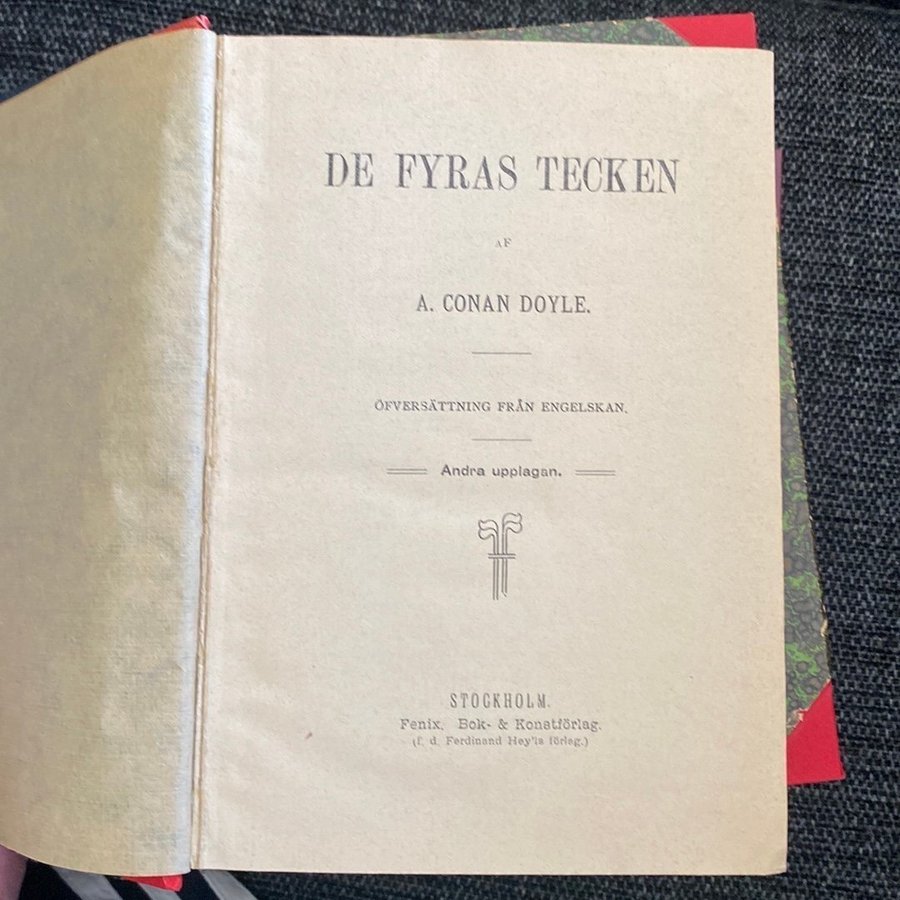 DE FYRAS TECKEN
AF
A. CONAN DOYLE.
ÖFVERSÄTTNING FRÅN ENGELSKAN.
Andra upplagan.
STOCKHOLM.
Fenix, Bok- & Konstförlag.
(f. d. Ferdinand Hey'ls förlag.)